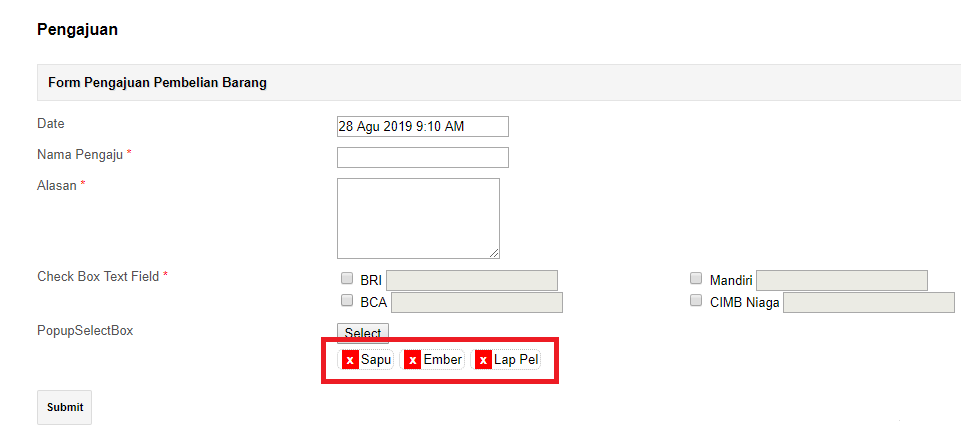 Pengajuan
Form Pengajuan Pembelian Barang
Date 28 Agu 2019 9:10 AM
Nama Pengaju *
Alasan *
Check Box Text Field * BRI Mandiri
BCA CIMB Niaga
PopupSelectBox Select
x Sapu x Ember x Lap Pel
Submit